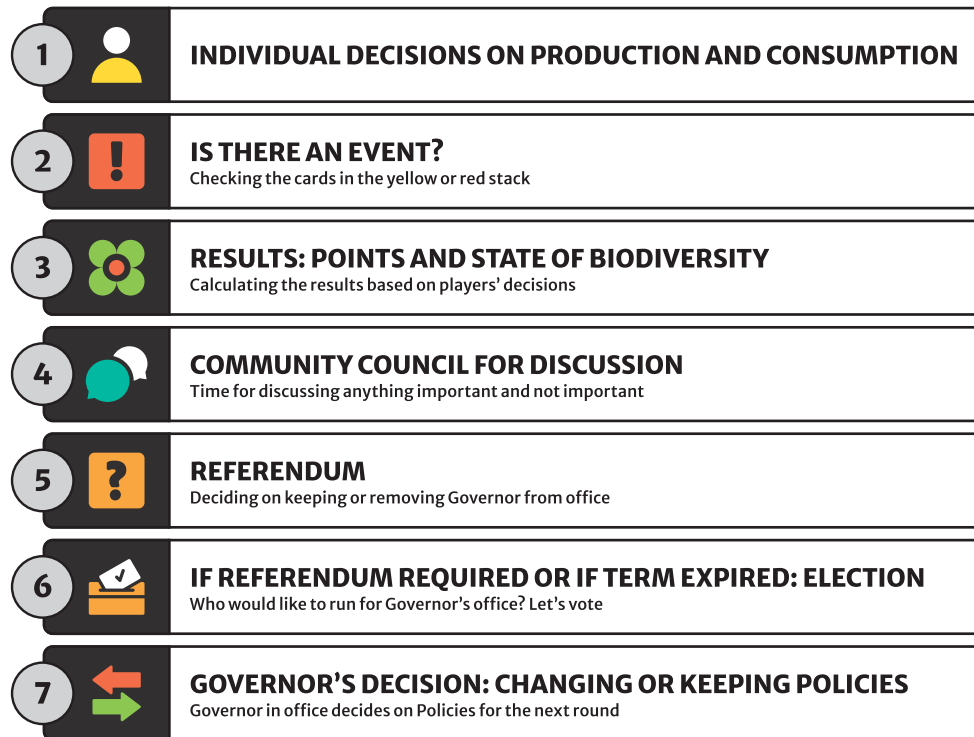 1
INDIVIDUAL DECISIONS ON PRODUCTION AND CONSUMPTION
2
!
IS THERE AN EVENT?
Checking the cards in the yellow or red stack
3
RESULTS: POINTS AND STATE OF BIODIVERSITY
Calculating the results based on players’ decisions
4
COMMUNITY COUNCIL FOR DISCUSSION
Time for discussing anything important and not important
5
?
REFERENDUM
Deciding on keeping or removing Governor from office
6
IF REFERENDUM REQUIRED OR IF TERM EXPIRED: ELECTION
Who would like to run for Governor’s office? Let’s vote
7
GOVERNOR’S DECISION: CHANGING OR KEEPING POLICIES
Governor in office decides on Policies for the next round